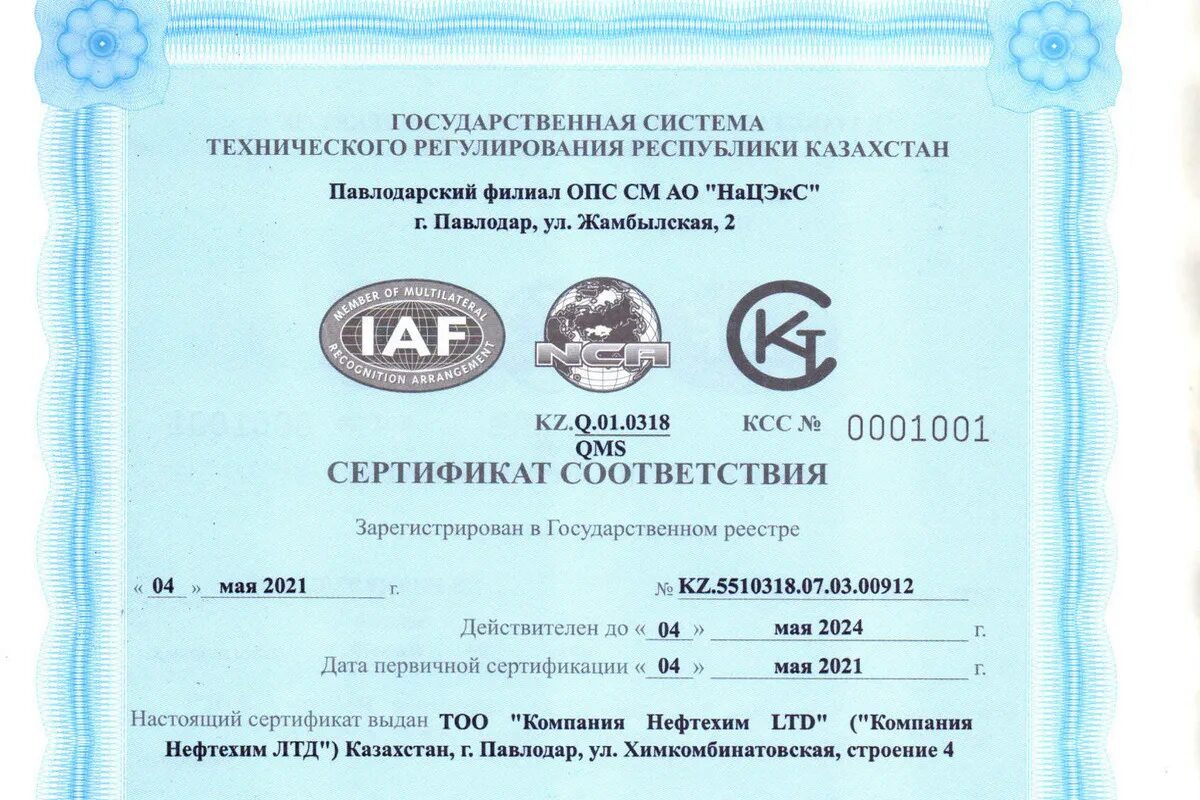 ГОСУДАРСТВЕННАЯ СИСТЕМА
ТЕХНИЧЕСКОГО РЕГУЛИРОВАНИЯ РЕСПУБЛИКИ КАЗАХСТАН
Павлодарский филиал ОПС СМ АО "НаЦЭкС"
г. Павлодар, ул. Жамбылская, 2
MEMBER OF MULTILATERAL
IAF
RECOGNITION ARRANGEMENT
NCA
KZ.Q.01.0318
QMS
КСС № 0001001
СЕРТИФИКАТ СООТВЕТСТВИЯ
Зарегистрирован в Государственном реестре
« 04 » мая 2021 г.
№ KZ.5510318.07.03.00912
Действителен до « 04 » мая 2024 г.
Дата первичной сертификации « 04 » мая 2021 г.
Настоящий сертификат выдан ТОО "Компания Нефтехим LTD" ("Компания
Нефтехим ЛТД") Казахстан, г. Павлодар, ул. Химкомбинатовская, строение 4